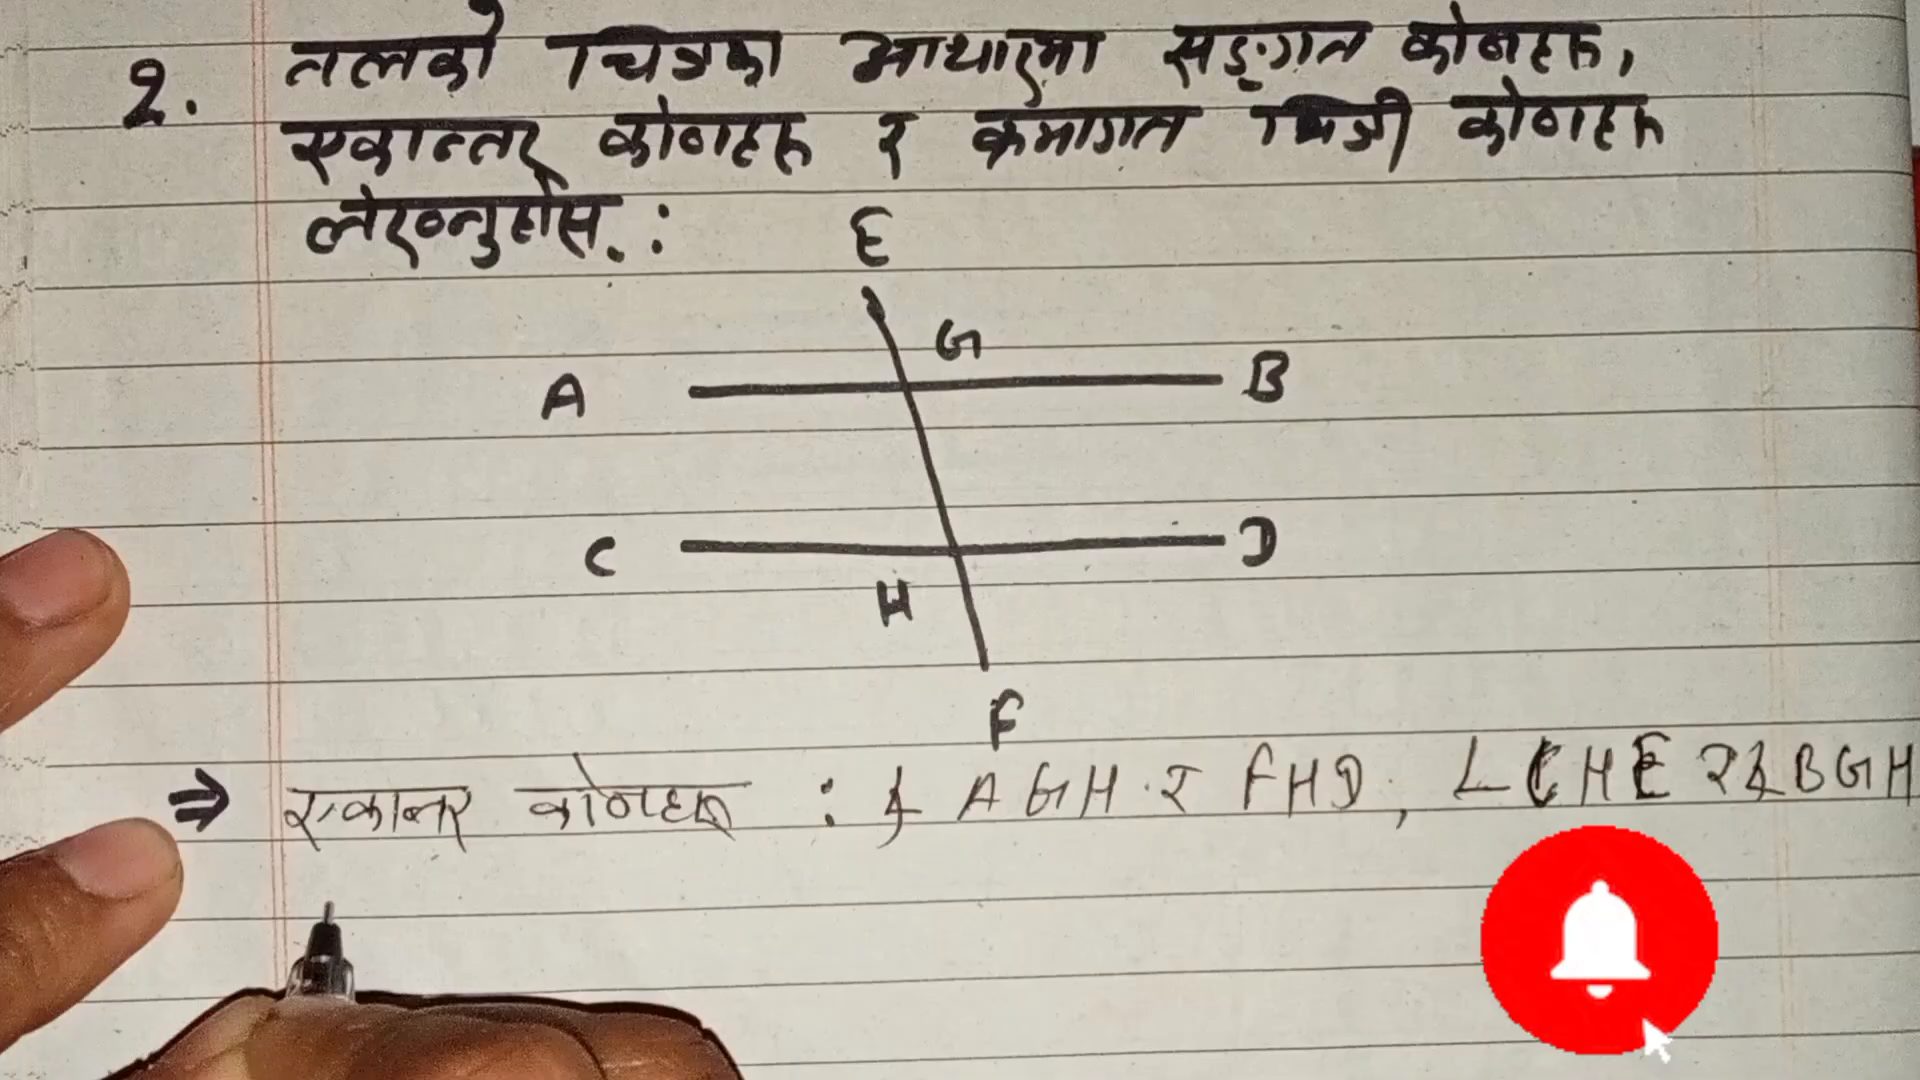 2. तलको चित्रका आधारमा सङ्गत कोणहरू,
एकान्तर कोणहरू र क्रमागत भित्री कोणहरू
लेख्नुहोस् :
E
G
A B
C D
H
F
⇒ एकान्तर कोणहरू : ∡ AGH र FHD, ∠CHE र ∡BGH